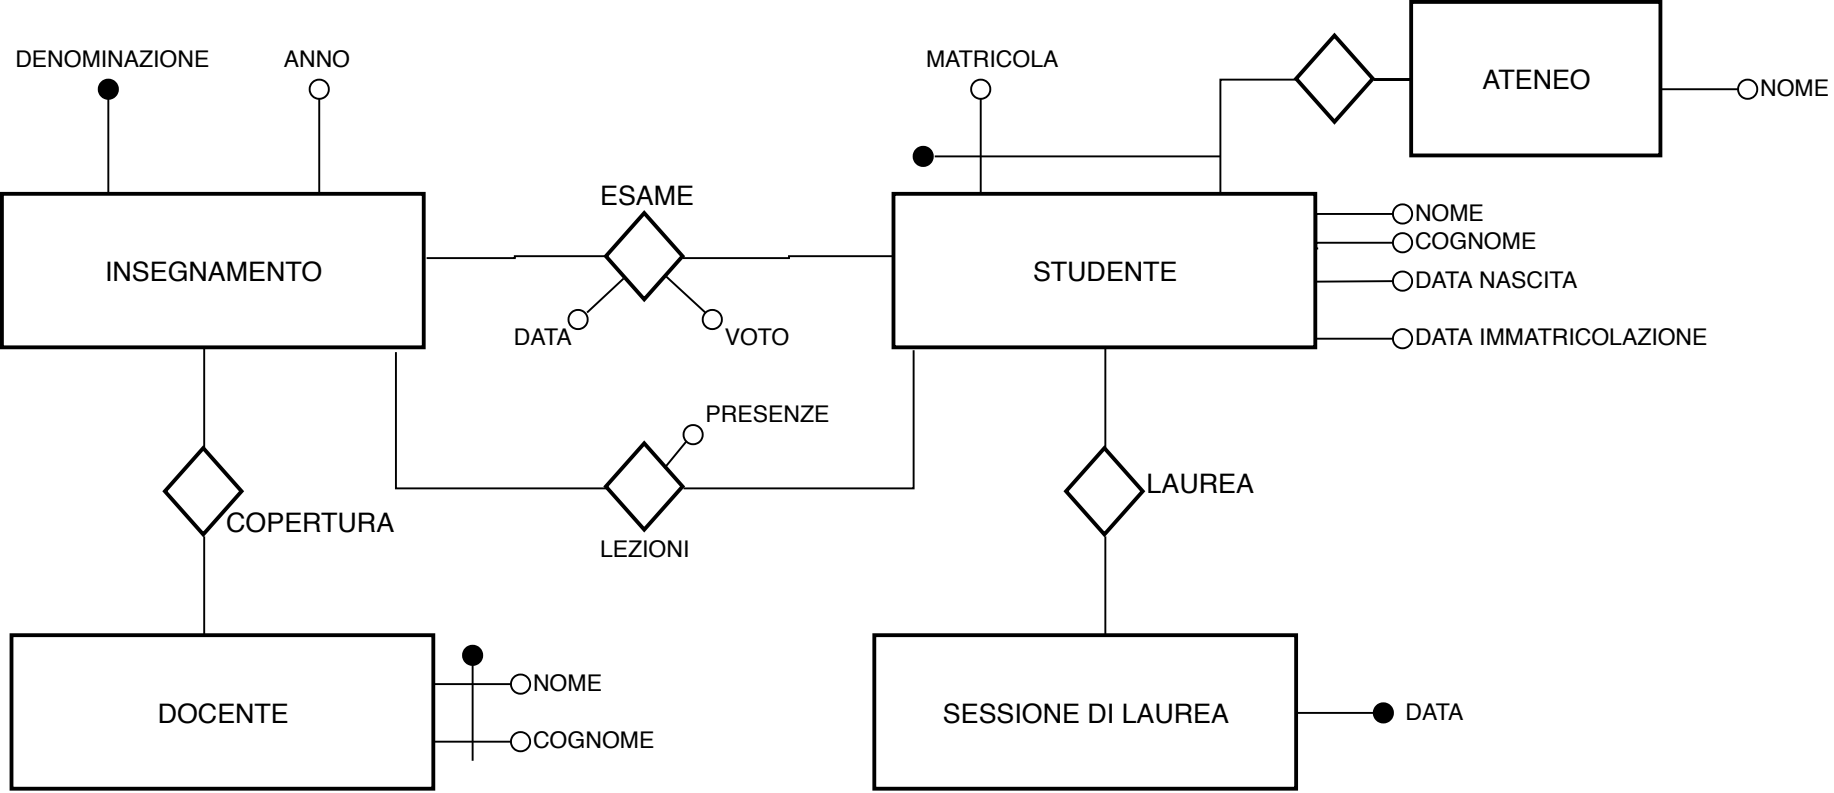 DENOMINAZIONE
ANNO
MATRICOLA
ATENEO
NOME
ESAME
INSEGNAMENTO
STUDENTE
NOME
COGNOME
DATA NASCITA
DATA IMMATRICOLAZIONE
DATA
VOTO
PRESENZE
LAUREA
COPERTURA
LEZIONI
DOCENTE
NOME
COGNOME
SESSIONE DI LAUREA
DATA